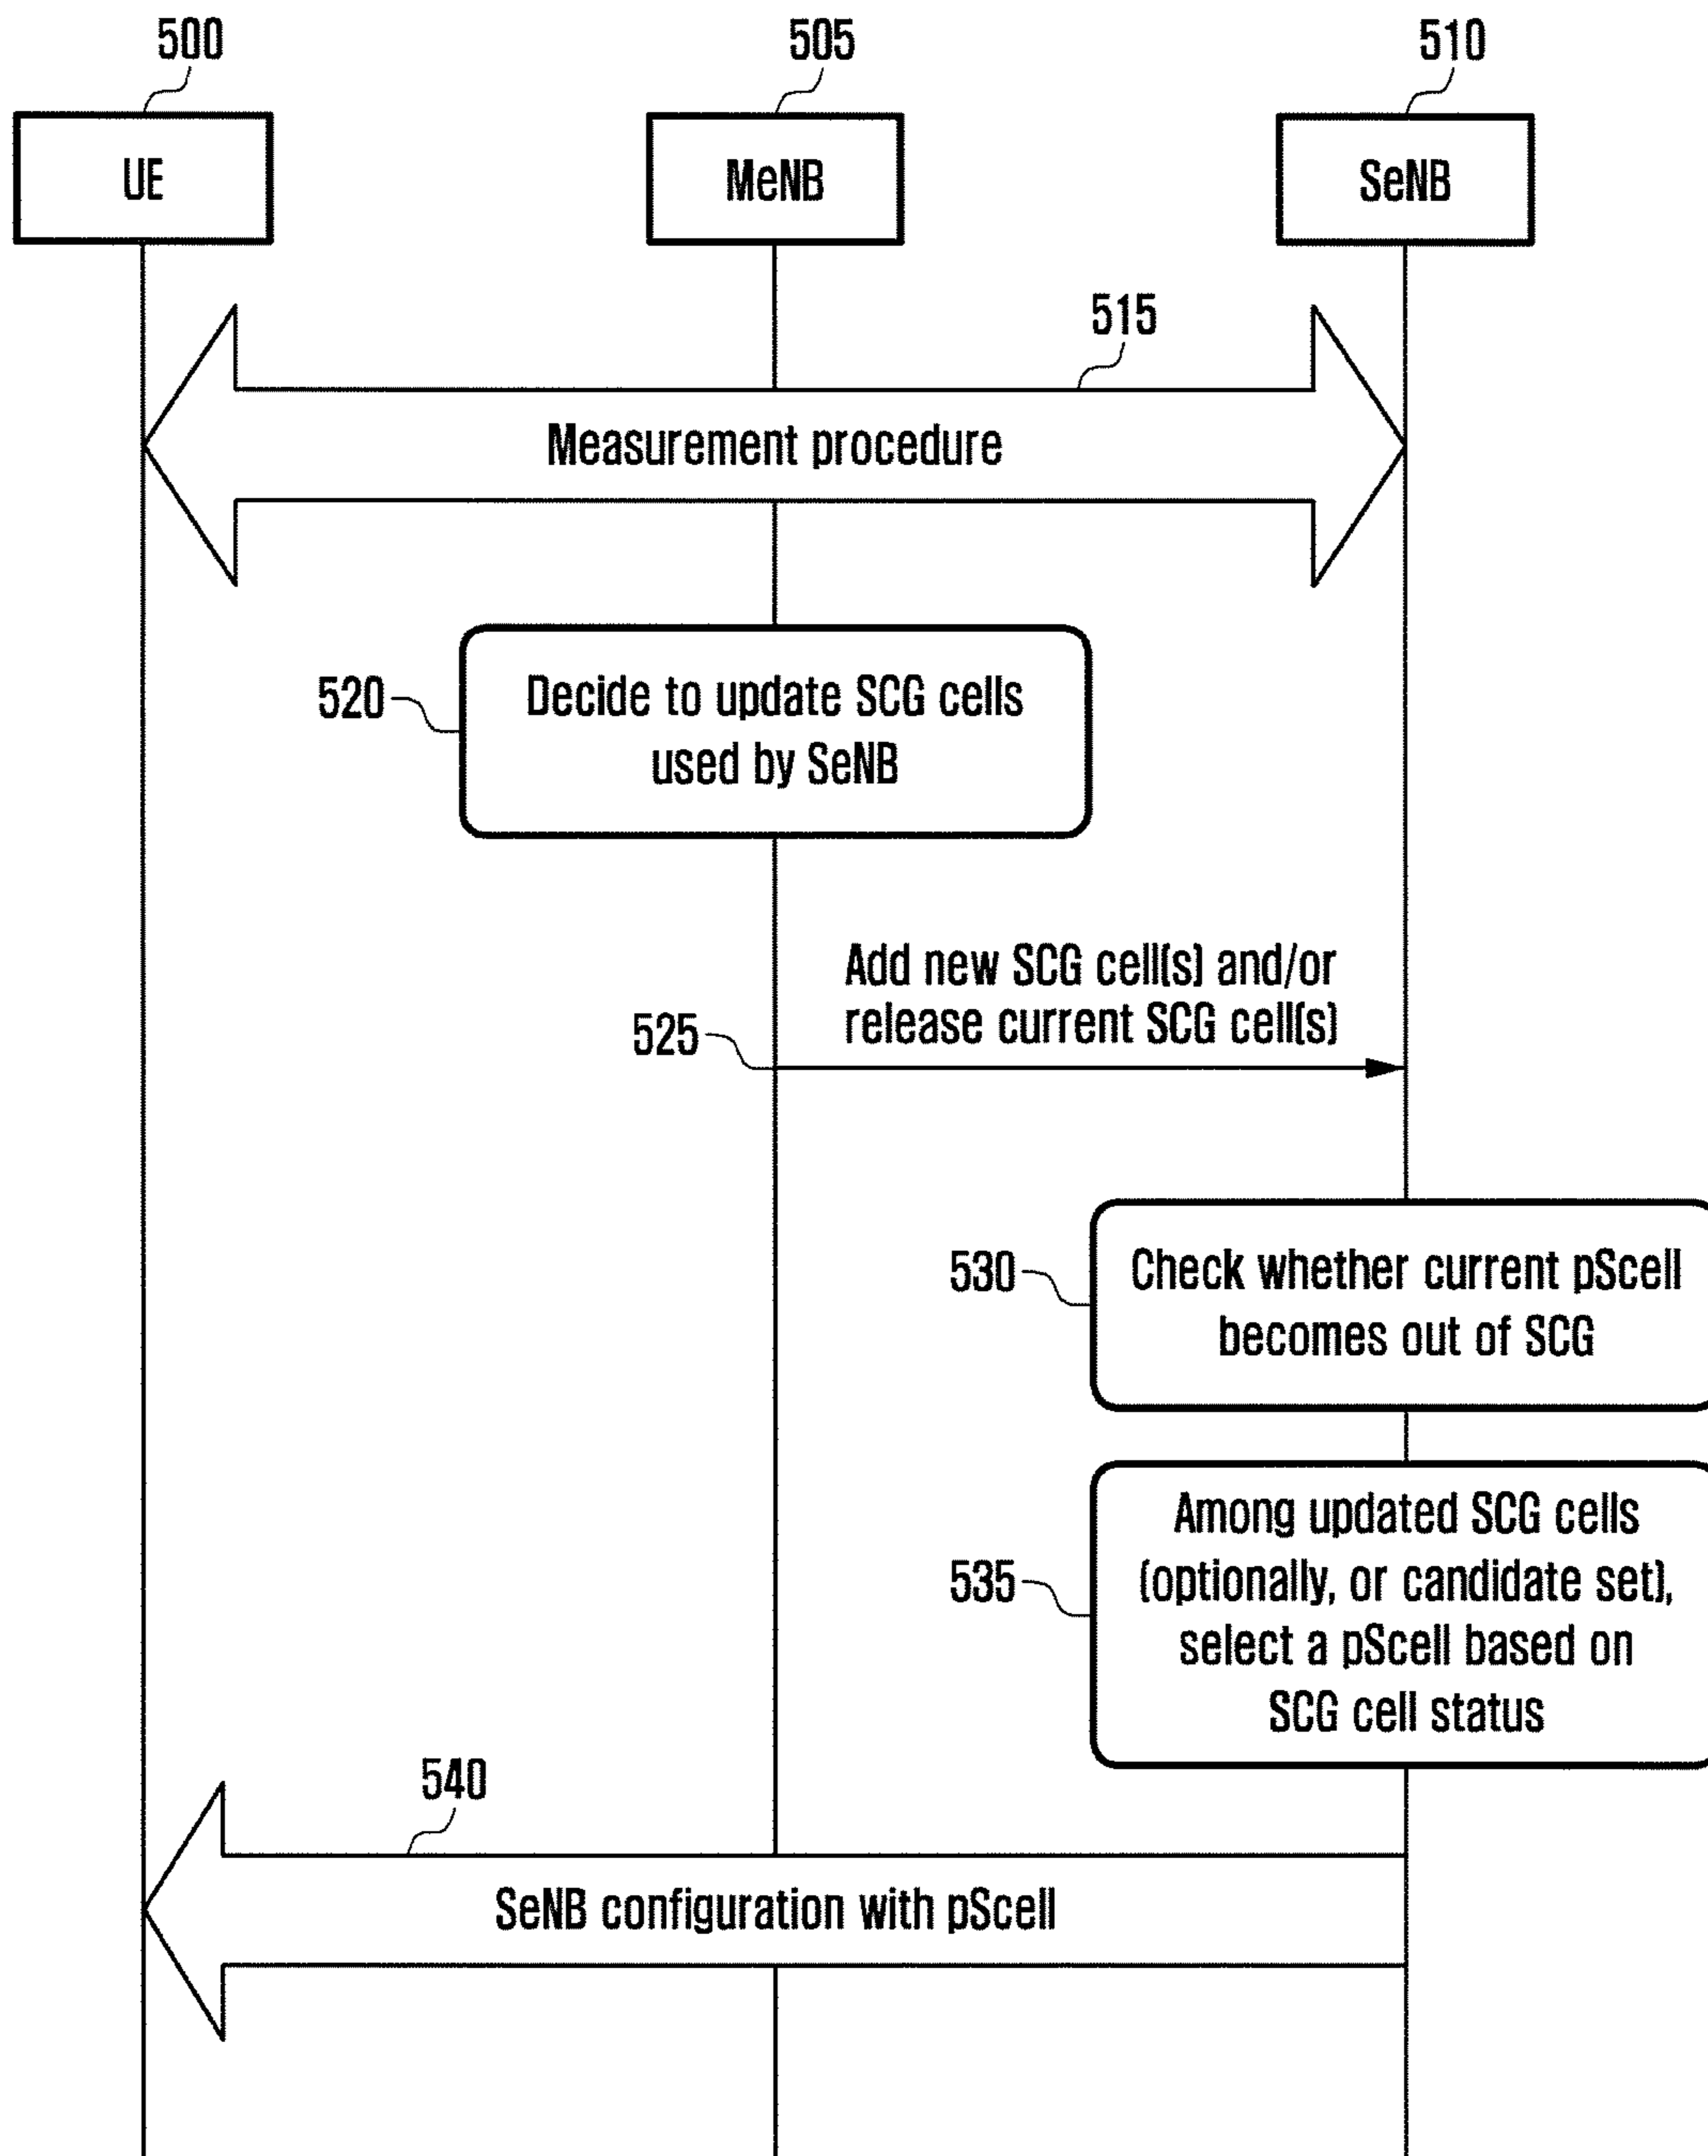 500
505
510
UE
MeNB
SeNB
515
Measurement procedure
520
Decide to update SCG cells
used by SeNB
Add new SCG cell(s) and/or
release current SCG cell(s)
525
530
Check whether current pScell
becomes out of SCG
535
Among updated SCG cells
(optionally, or candidate set),
select a pScell based on
SCG cell status
540
SeNB configuration with pScell